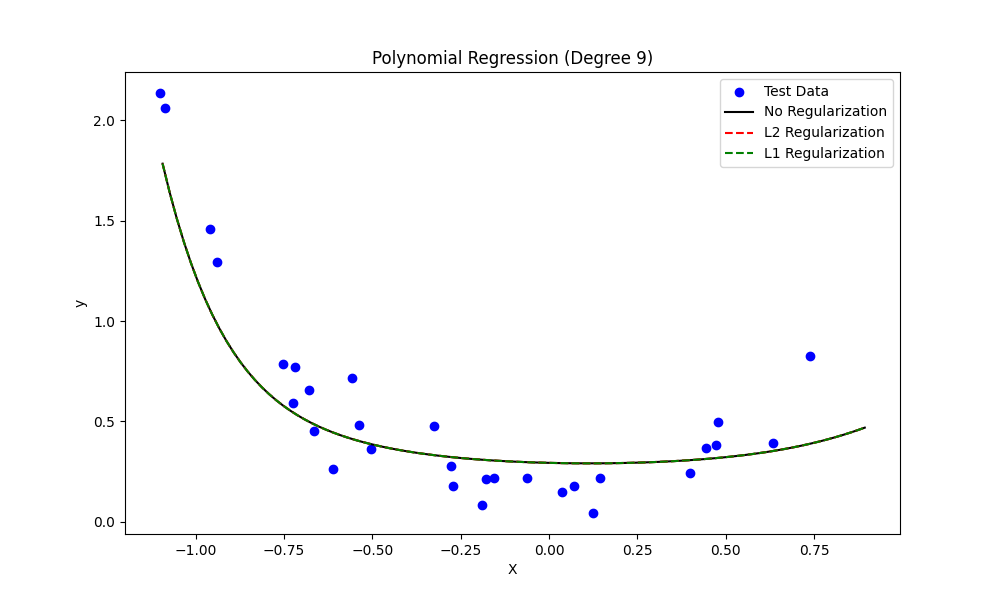 Polynomial Regression (Degree 9)
Test Data
No Regularization
L2 Regularization
L1 Regularization
y
2.0
1.5
1.0
0.5
0.0
−1.00 −0.75 −0.50 −0.25 0.00 0.25 0.50 0.75
X